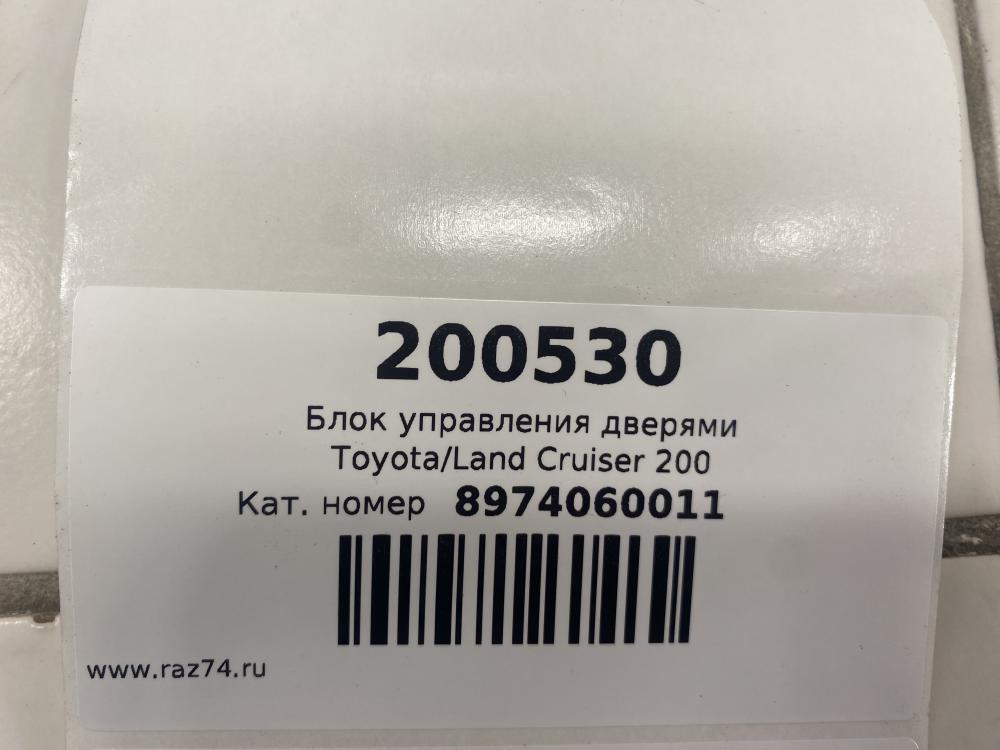 200530
Блок управления дверями
Toyota/Land Cruiser 200
Кат. номер 8974060011
www.raz74.ru